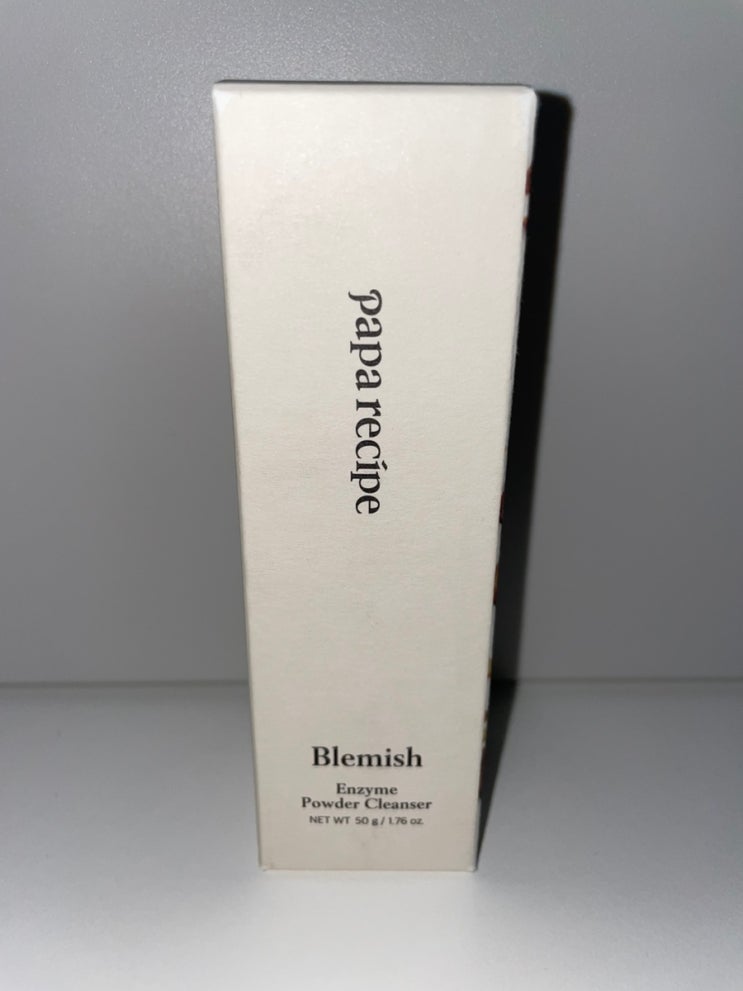 papa recipe
Blemish
Enzyme
Powder Cleanser
NET WT 50 g / 1.76 oz.